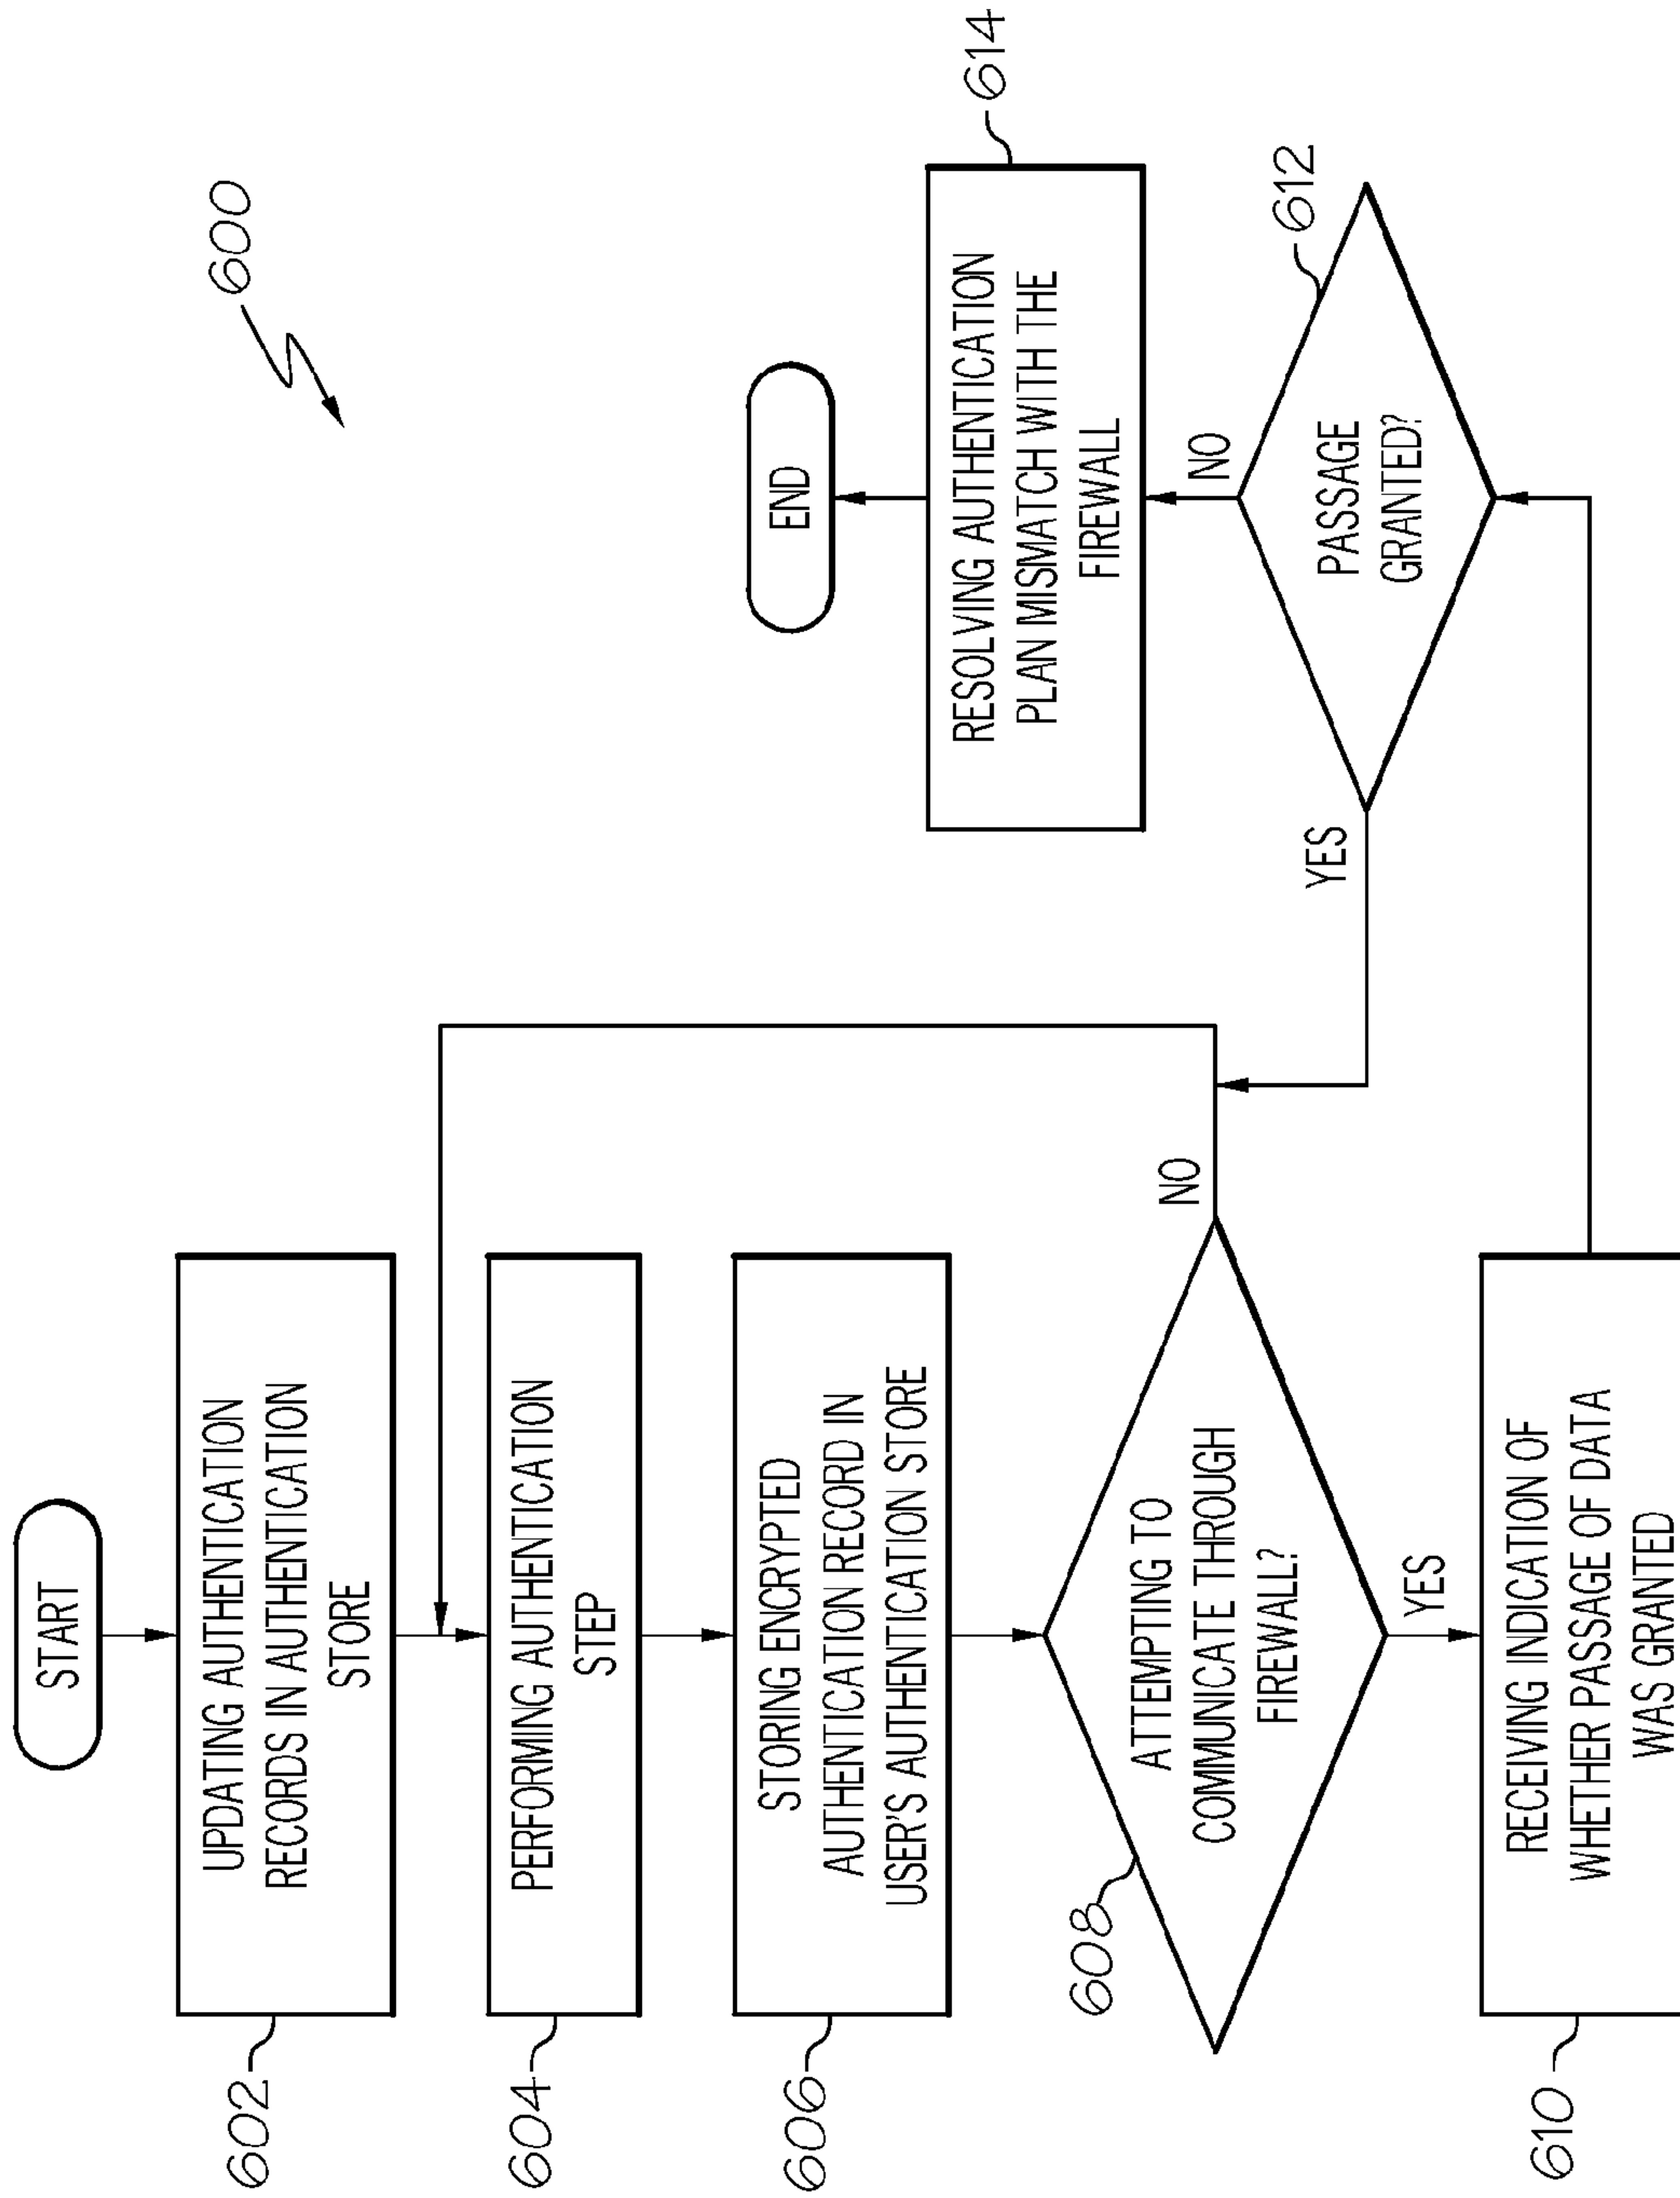 600
START
602
UPDATING AUTHENTICATION
RECORDS IN AUTHENTICATION
STORE
604
PERFORMING AUTHENTICATION
STEP
606
STORING ENCRYPTED
AUTHENTICATION RECORD IN
USER'S AUTHENTICATION STORE
608
ATTEMPTING TO
COMMUNICATE THROUGH
FIREWALL?
NO
YES
610
RECEIVING INDICATION OF
WHETHER PASSAGE OF DATA
WAS GRANTED
612
PASSAGE
GRANTED?
YES
NO
614
RESOLVING AUTHENTICATION
PLAN MISMATCH WITH THE
FIREWALL
END